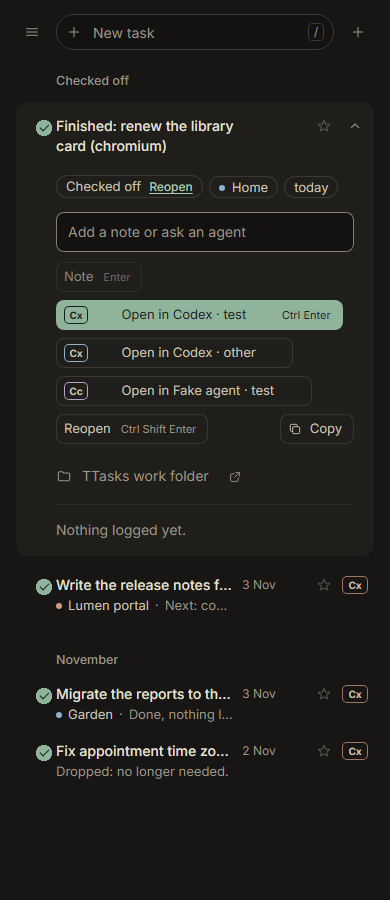 New task /
Checked off
Finished: renew the library
card (chromium)
Checked off Reopen Home today
Add a note or ask an agent
Note Enter
Cx Open in Codex · test Ctrl Enter
Cx Open in Codex · other
Cc Open in Fake agent · test
Reopen Ctrl Shift Enter Copy
TTasks work folder
Nothing logged yet.
Write the release notes f... 3 Nov Cx
Lumen portal · Next: co...
November
Migrate the reports to th... 3 Nov Cx
Garden · Done, nothing l...
Fix appointment time zo... 2 Nov Cx
Dropped: no longer needed.